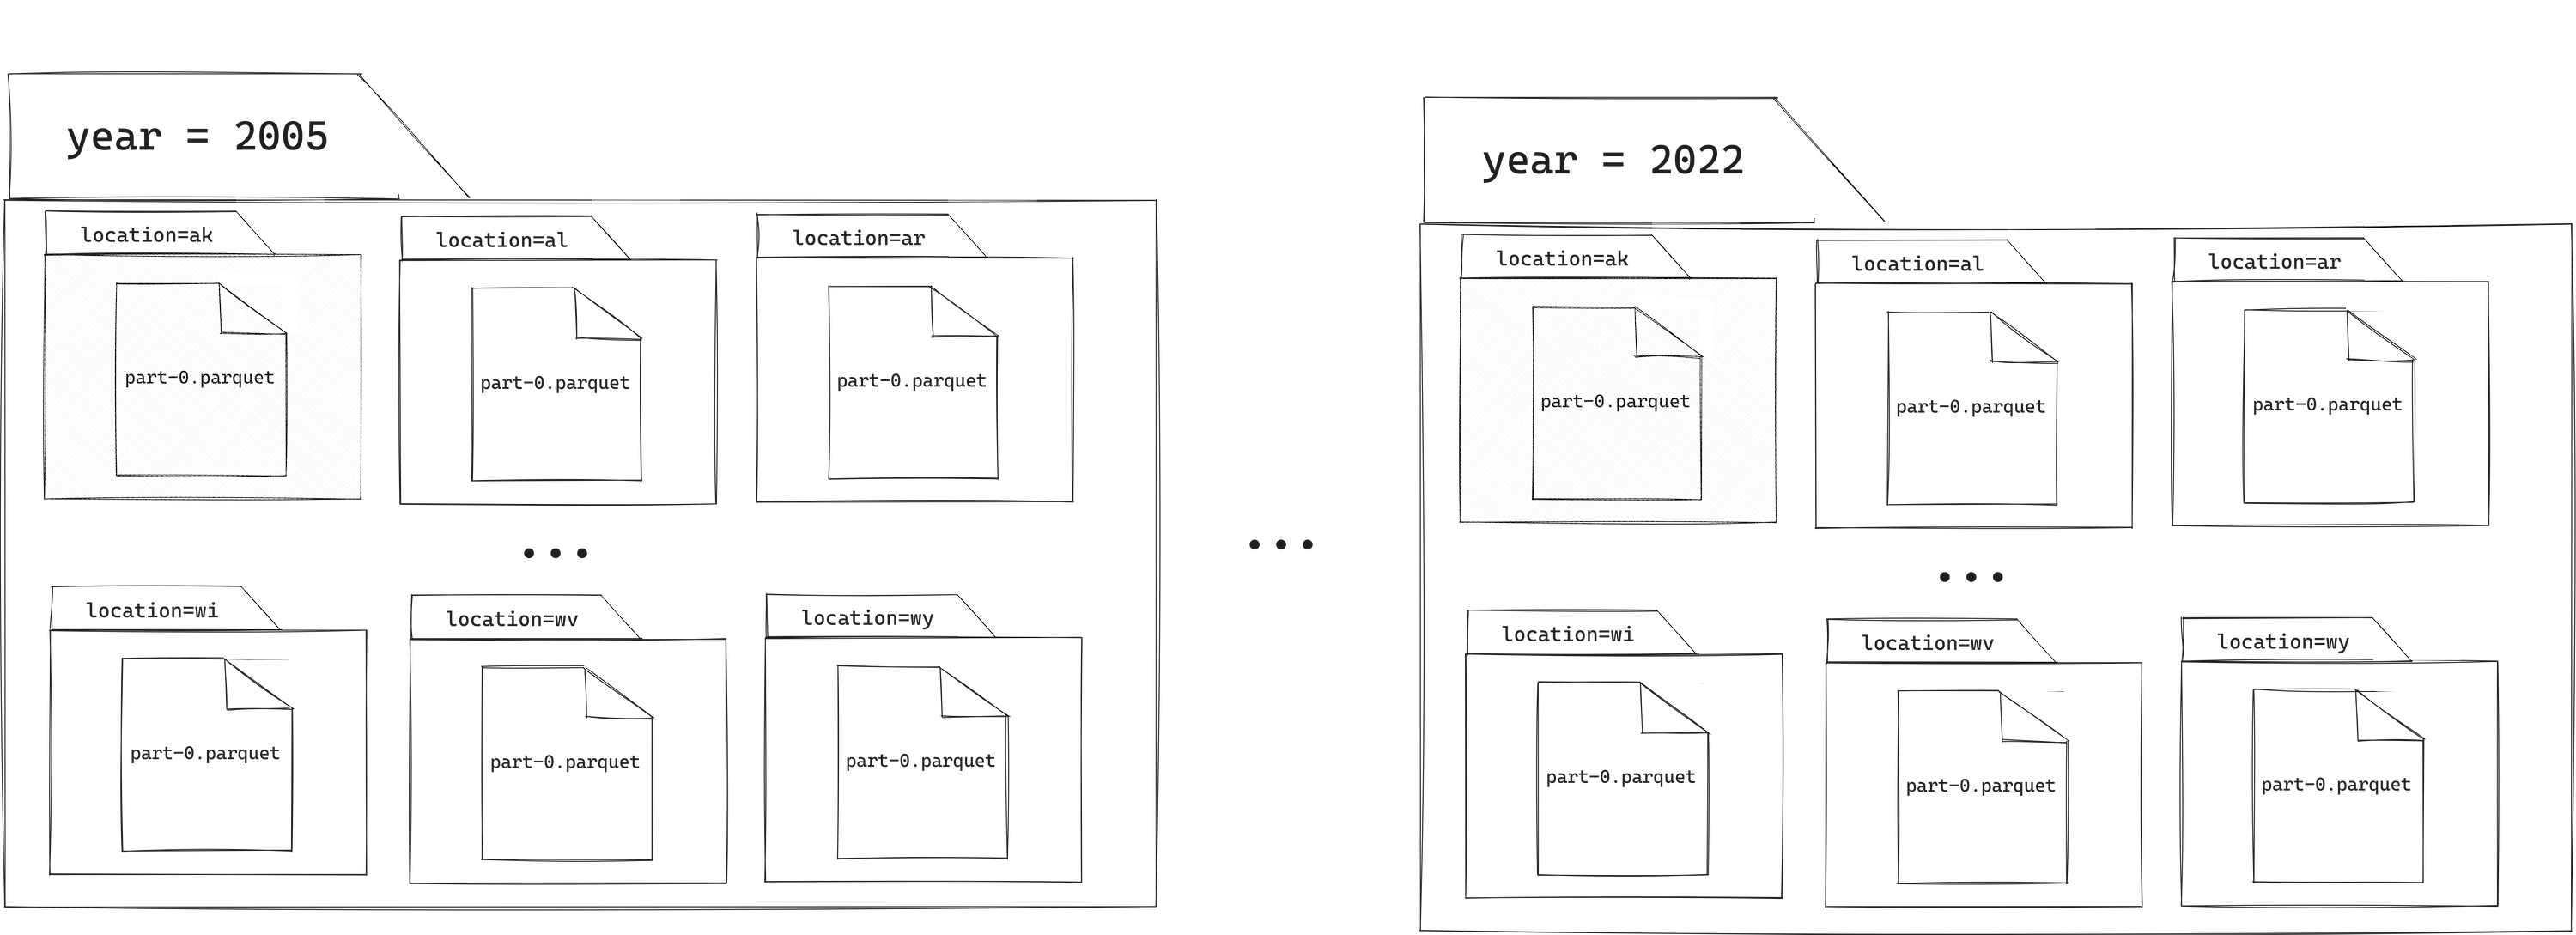 year = 2005
location=ak
location=al
location=ar
part-0.parquet
part-0.parquet
part-0.parquet
...
location=wi
location=wv
location=wy
part-0.parquet
part-0.parquet
part-0.parquet
...
year = 2022
location=ak
location=al
location=ar
part-0.parquet
part-0.parquet
part-0.parquet
...
location=wi
location=wv
location=wy
part-0.parquet
part-0.parquet
part-0.parquet